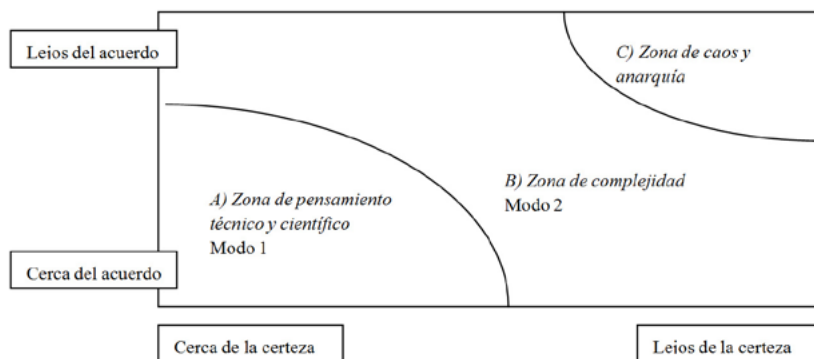 Lejos del acuerdo
C) Zona de caos y
anarquía
A) Zona de pensamiento
técnico y científico
Modo 1
B) Zona de complejidad
Modo 2
Cerca del acuerdo
Cerca de la certeza
Lejos de la certeza